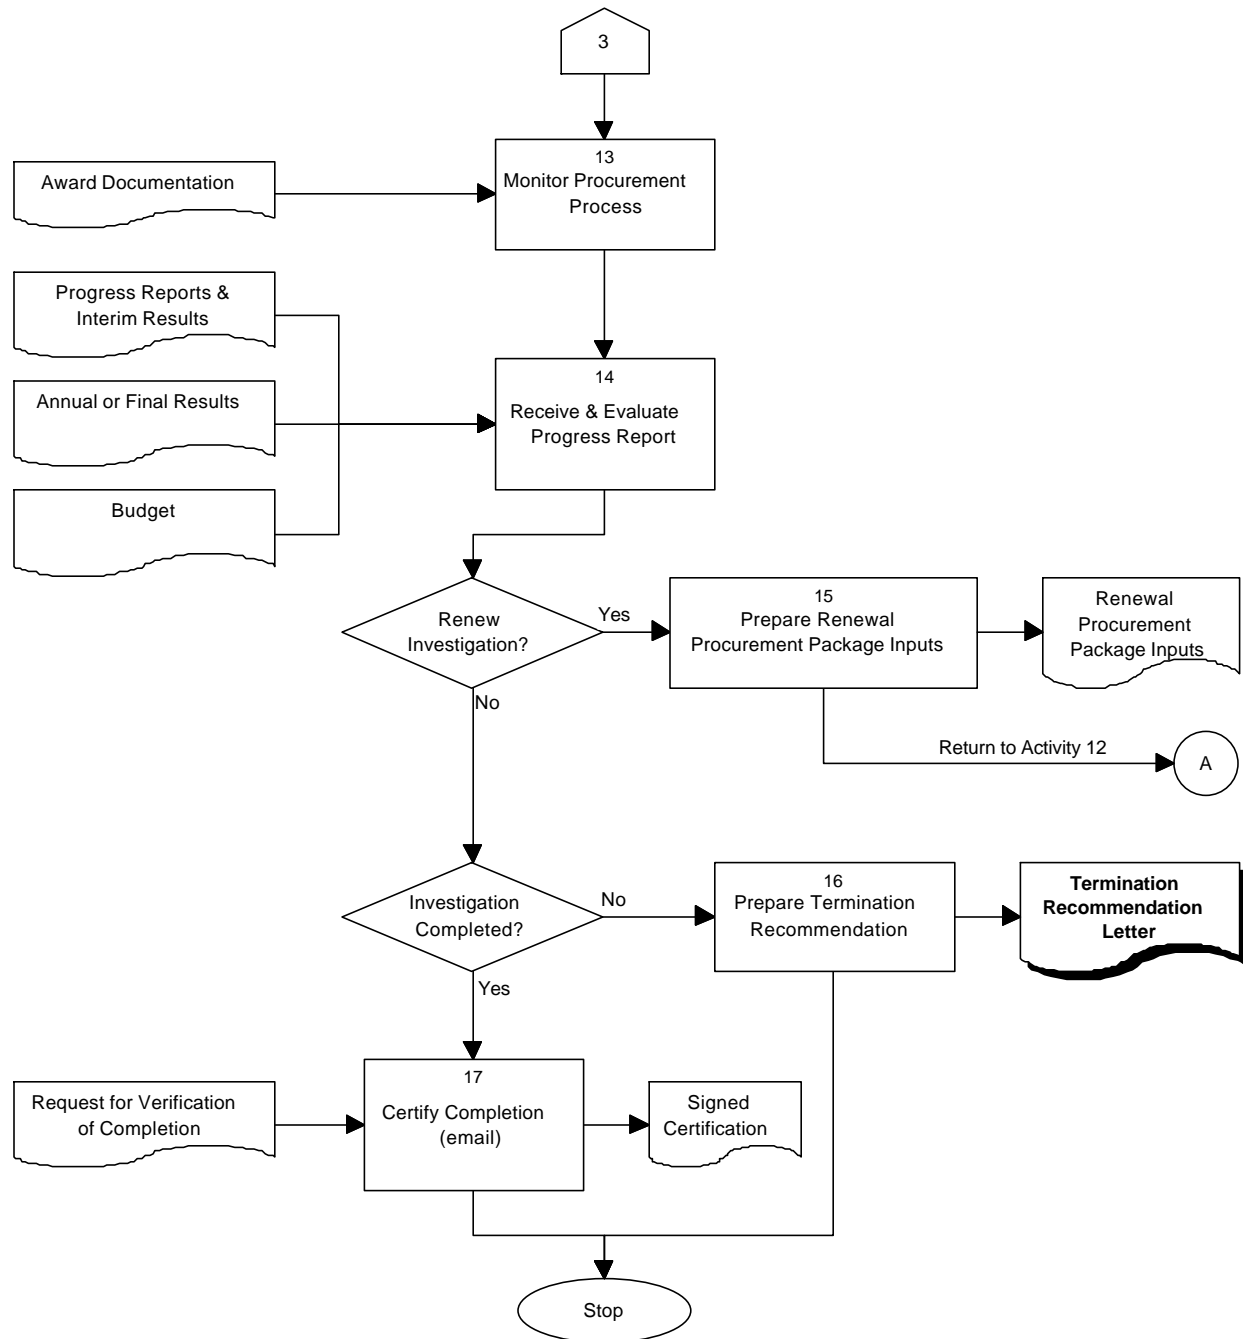 3
13
Monitor Procurement
Process
Award Documentation
Progress Reports &
Interim Results
14
Receive & Evaluate
Progress Report
Annual or Final Results
Budget
Renew
Investigation?
Yes
No
15
Prepare Renewal
Procurement Package Inputs
Renewal
Procurement
Package Inputs
Return to Activity 12
A
Investigation
Completed?
No
Yes
16
Prepare Termination
Recommendation
Termination
Recommendation
Letter
Request for Verification
of Completion
17
Certify Completion
(email)
Signed
Certification
Stop